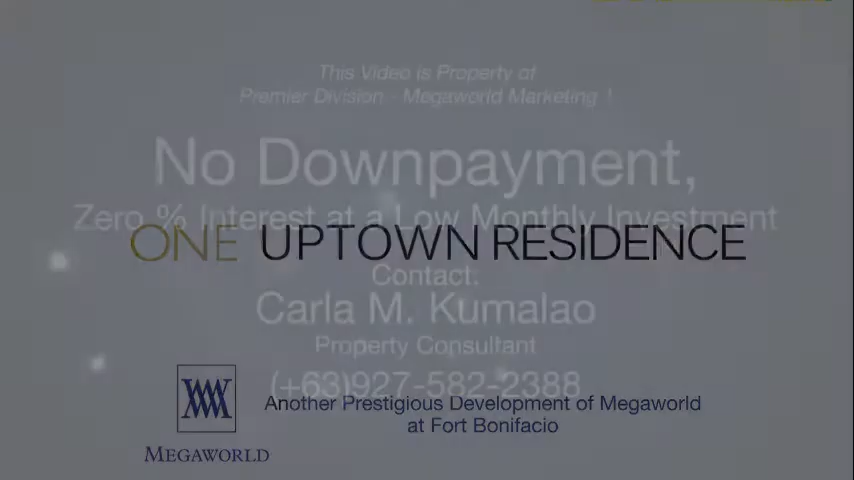 This Video is Property of
Premier Division - Megaworld Marketing 1
No Downpayment,
Zero % Interest at a Low Monthly Investment
ONE UPTOWN RESIDENCE
Contact:
Carla M. Kumalao
Property Consultant
(+63)927-582-2388
Another Prestigious Development of Megaworld
at Fort Bonifacio
MEGAWORLD